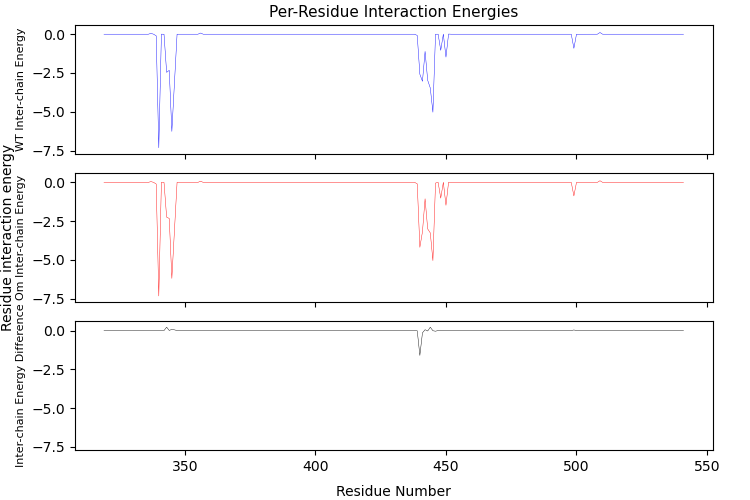 Per-Residue Interaction Energies
Residue interaction energy
WT Inter-chain Energy
0.0
−2.5
−5.0
−7.5
Om Inter-chain Energy
0.0
−2.5
−5.0
−7.5
Inter-chain Energy Difference
0.0
−2.5
−5.0
−7.5
350
400
450
500
550
Residue Number